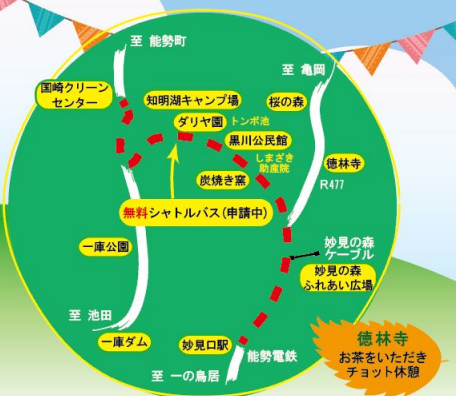 至 能勢町
至 亀岡
国崎クリーン
センター
知明湖キャンプ場
桜の森
ダリヤ園
トンボ池
黒川公民館
しまざき
助産院
徳林寺
炭焼き窯
R477
無料シャトルバス(申請中)
一庫公園
妙見の森
ケーブル
妙見の森
ふれあい広場
至 池田
一庫ダム
妙見口駅
能勢電鉄
至 一の鳥居
徳林寺
お茶をいただき
チョット休憩